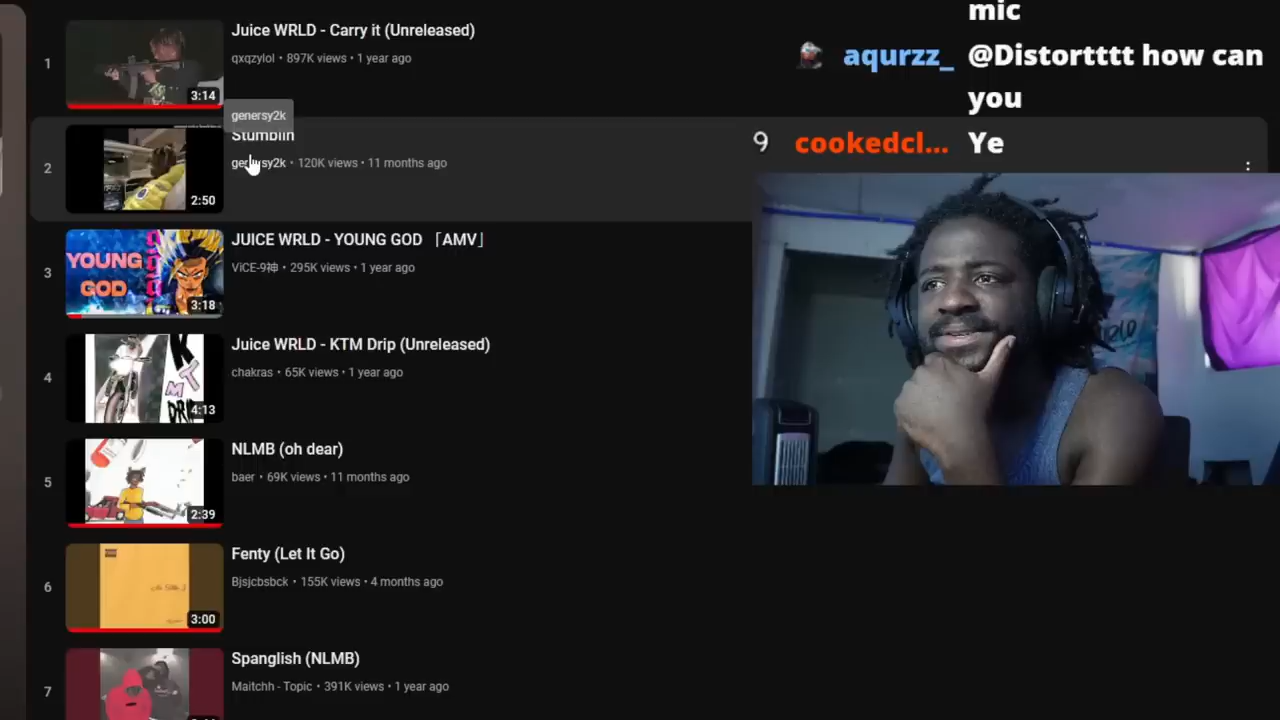 1
3:14
Juice WRLD - Carry it (Unreleased)
qxqzylol • 897K views • 1 year ago
genersy2k
2
2:50
Stumblin
120K views • 11 months ago
3
YOUNG
GOD
3:18
JUICE WRLD - YOUNG GOD 「AMV」
ViCE-9神 • 295K views • 1 year ago
4
KTM
DRIP
4:13
Juice WRLD - KTM Drip (Unreleased)
chakras • 65K views • 1 year ago
5
2:39
NLMB (oh dear)
baer • 69K views • 11 months ago
6
3:00
Fenty (Let It Go)
Bjsjcbsbck • 155K views • 4 months ago
7
Spanglish (NLMB)
Maitchh - Topic • 391K views • 1 year ago
mic
aqurzz_ @Distortttt how can
you
9 cookedcl... Ye